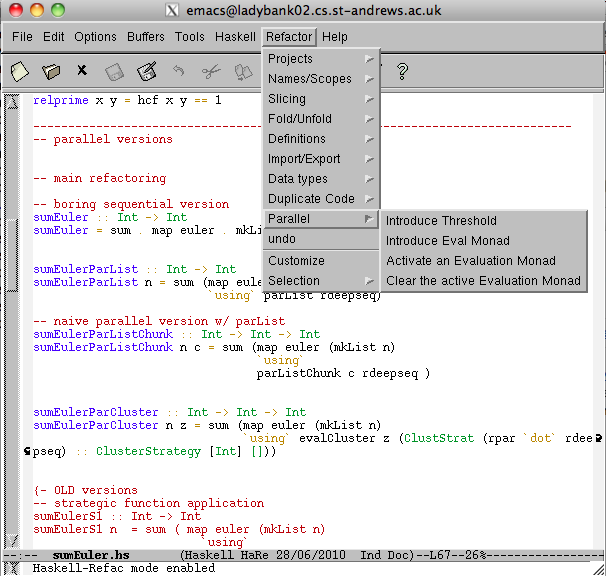 emacs@ladybank02.cs.st-andrews.ac.uk
File Edit Options Buffers Tools Haskell Refactor Help
Projects
Names/Scopes
Slicing
Fold/Unfold
Definitions
Import/Export
Data types
Duplicate Code
Parallel
undo
Customize
Selection
Introduce Threshold
Introduce Eval Monad
Activate an Evaluation Monad
Clear the active Evaluation Monad
relprime x y = hcf x y == 1
-- parallel versions
-- main refactoring
-- boring sequential version
sumEuler :: Int -> Int
sumEuler = sum . map euler . mkLi
sumEulerParList :: Int -> Int
sumEulerParList n = sum (map eule
`using` parList rdeepseq)
-- naive parallel version w/ parList
sumEulerParListChunk :: Int -> Int -> Int
sumEulerParListChunk n c = sum (map euler (mkList n)
`using`
parListChunk c rdeepseq )
sumEulerParCluster :: Int -> Int -> Int
sumEulerParCluster n z = sum (map euler (mkList n)
`using` evalCluster z (ClustStrat (rpar `dot` rdee
pseq) :: ClusterStrategy [Int] []))
{- OLD versions
-- strategic function application
sumEulerS1 :: Int -> Int
sumEulerS1 n = sum ( map euler (mkList n)
`using`
--:-- sumEuler.hs (Haskell HaRe 28/06/2010 Ind Doc)--L67--26%--
Haskell-Refac mode enabled